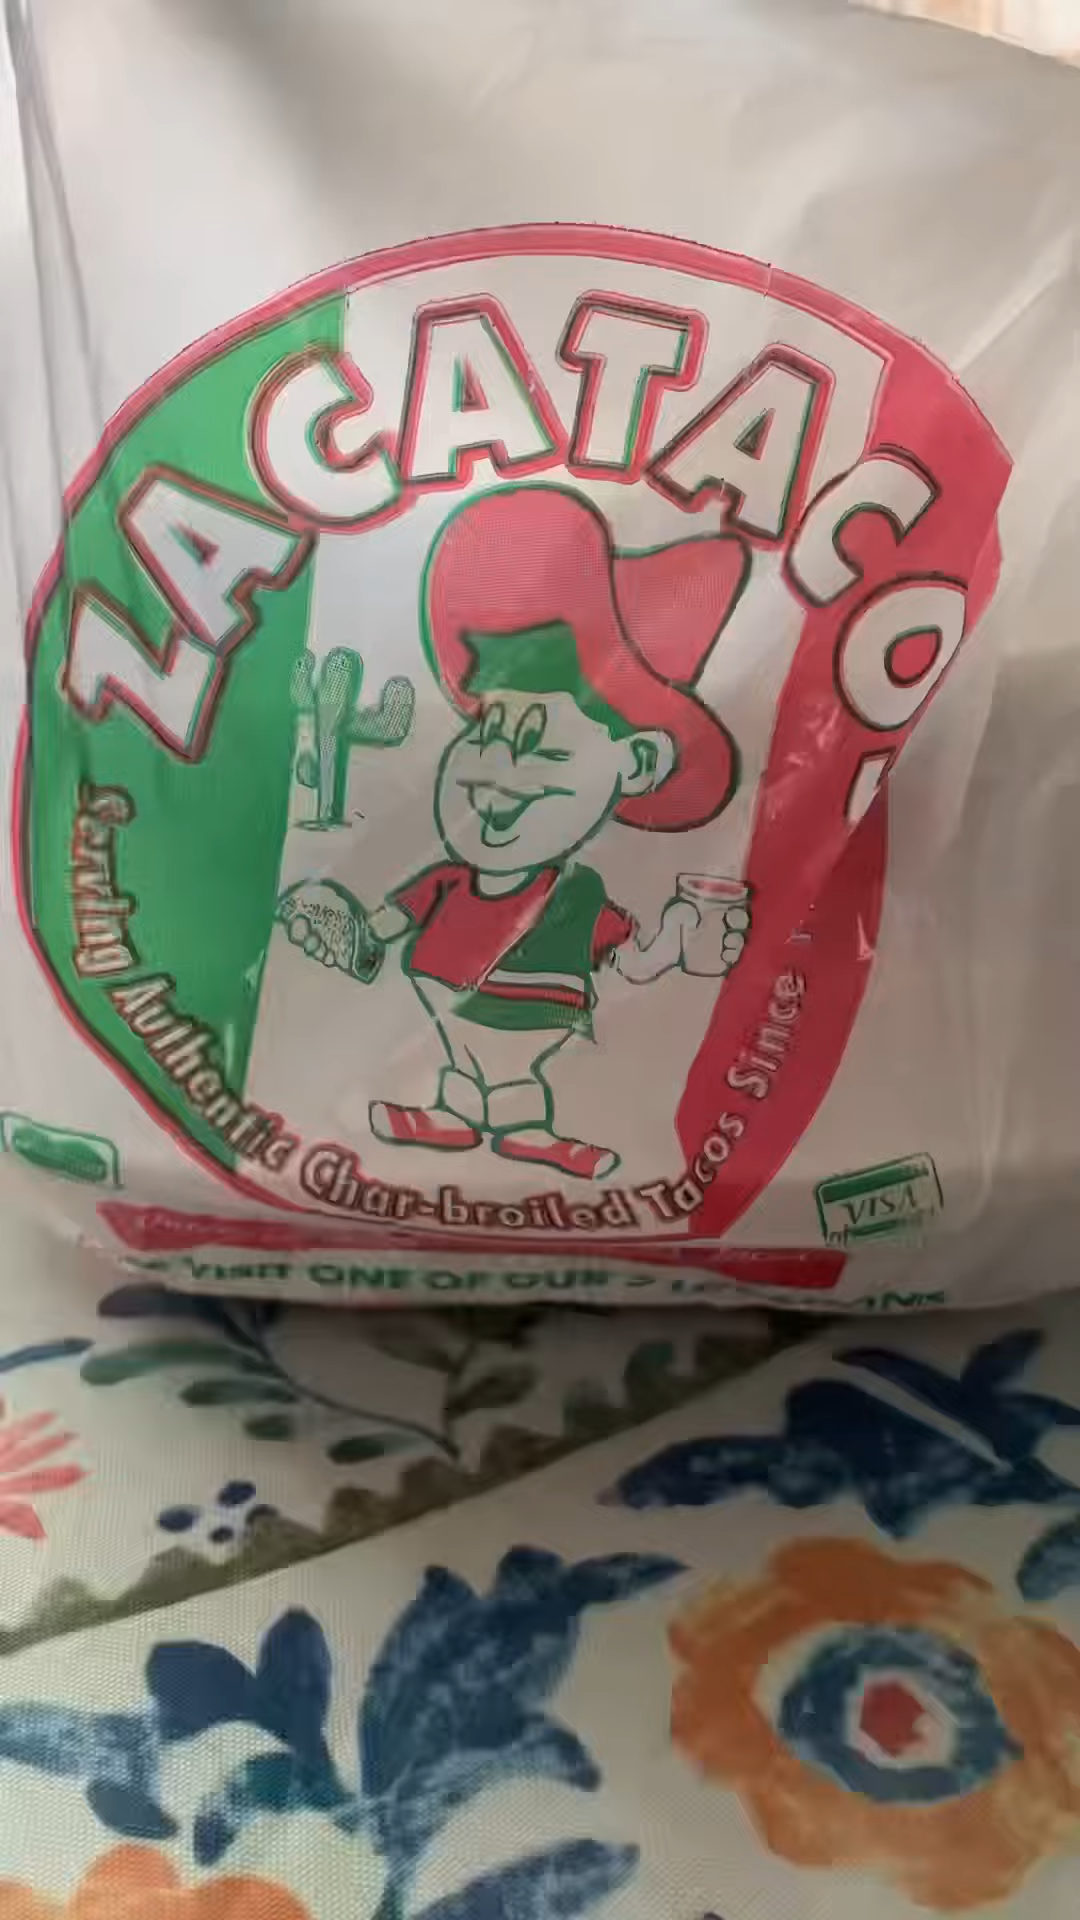 ZACATACO
Serving Authentic Char-broiled Tacos Since
VISA
VISIT ONE OF OUR